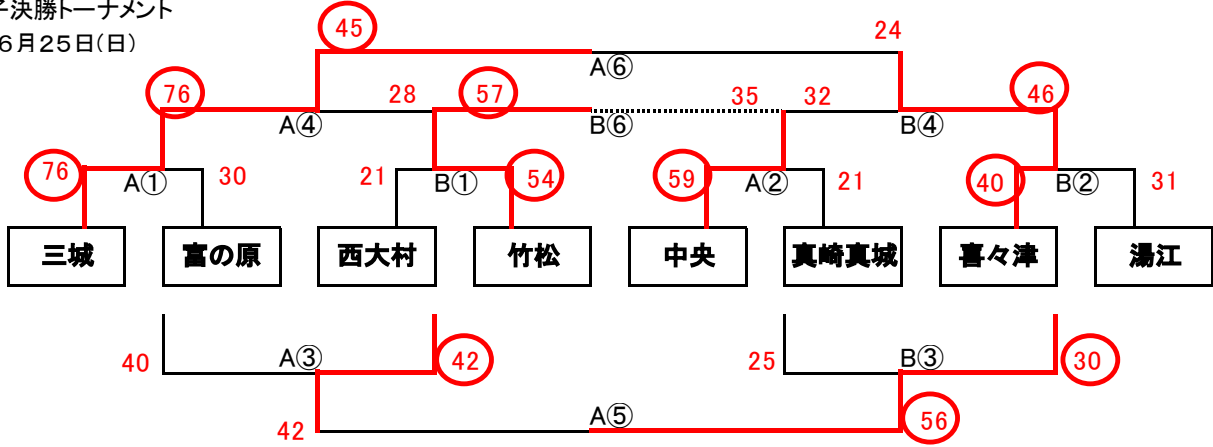 子決勝トーナメント
6月25日(日)
45
24
A⑥
76
28
57
35
32
46
A④
B⑥
B④
76
A①
30
21
B①
54
59
A②
21
40
B②
31
三城
富の原
西大村
竹松
中央
真崎真城
喜々津
湯江
40
A③
42
25
B③
30
42
A⑤
56